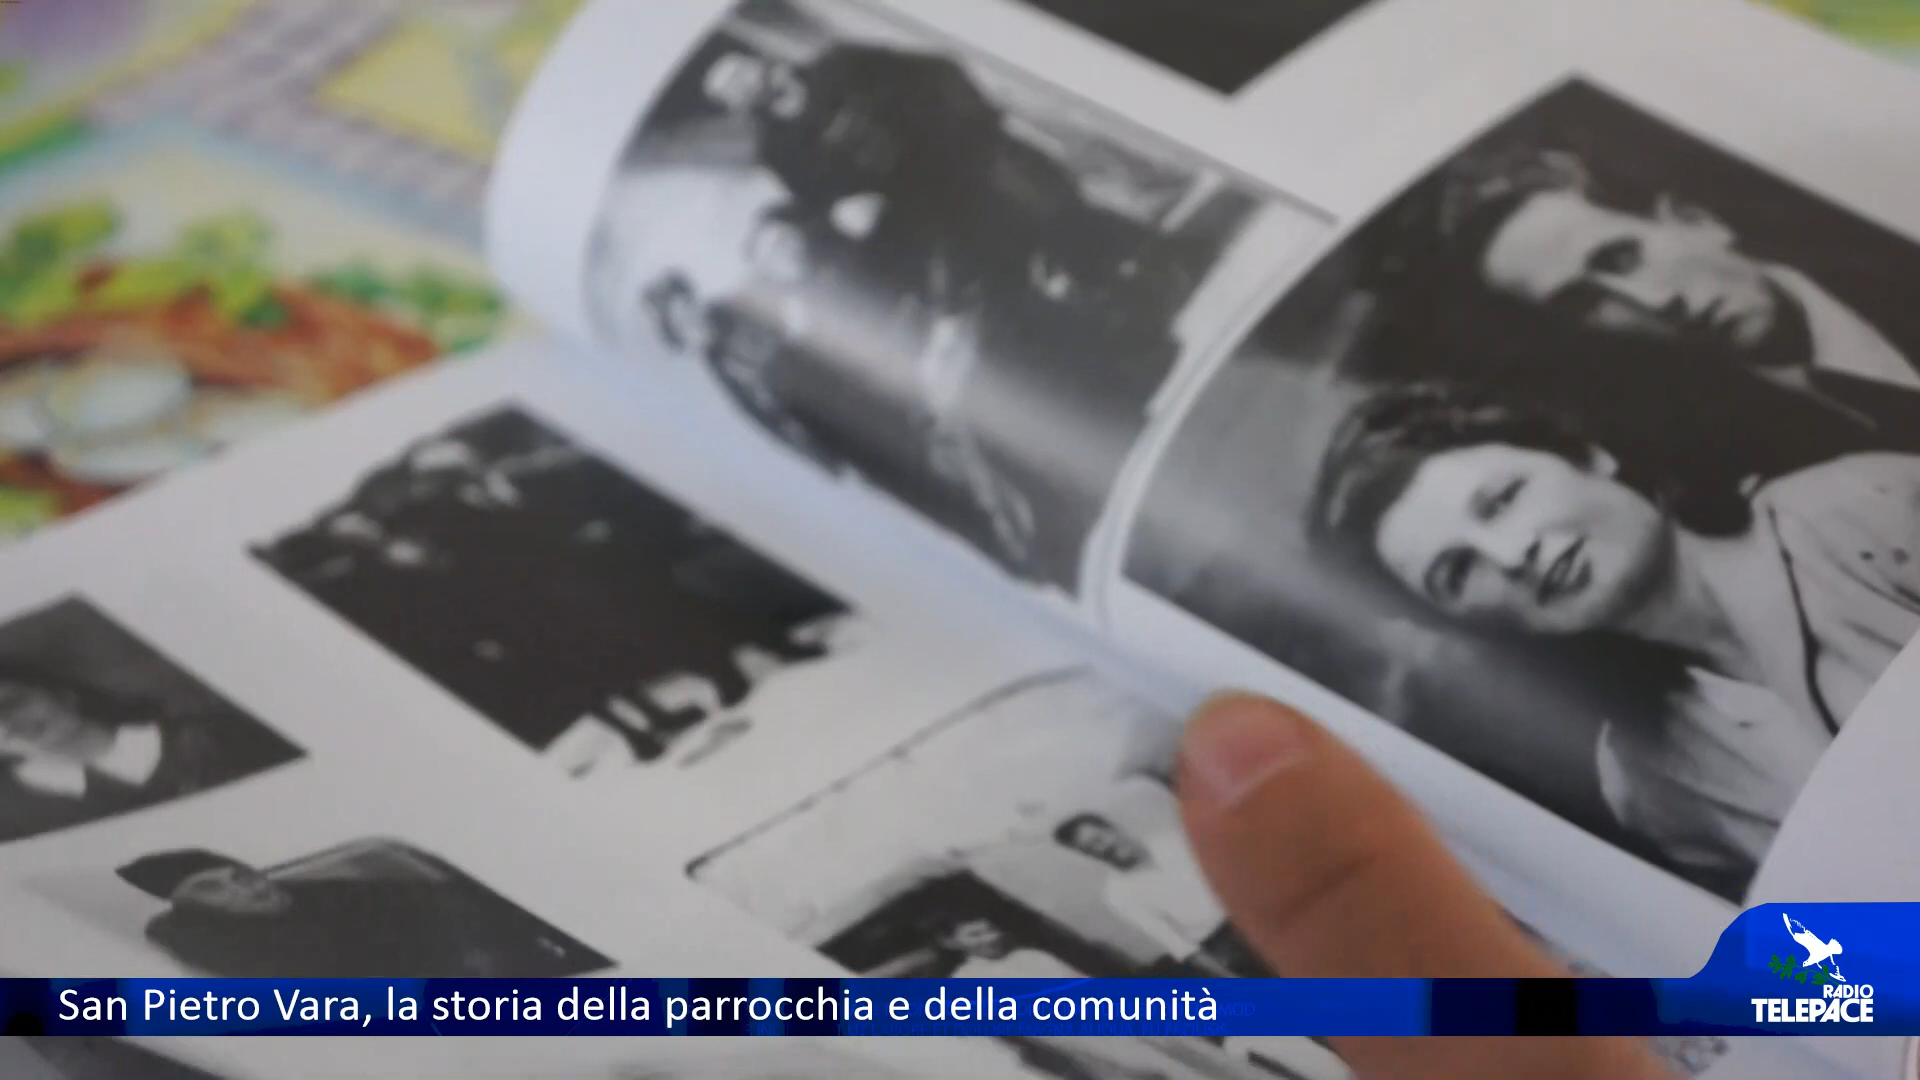 San Pietro Vara, la storia della parrocchia e della comunità
RADIO
TELEPACE